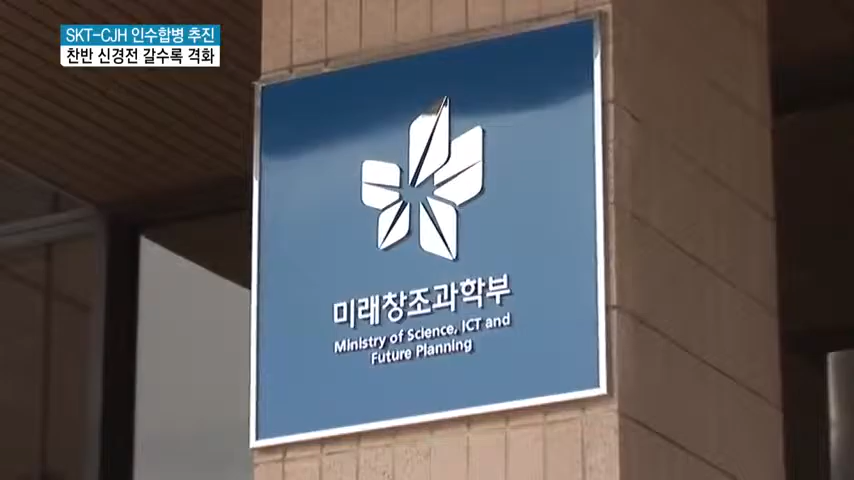 SKT-CJH 인수합병 추진
찬반 신경전 갈수록 격화
미래창조과학부
Ministry of Science, ICT and
Future Planning